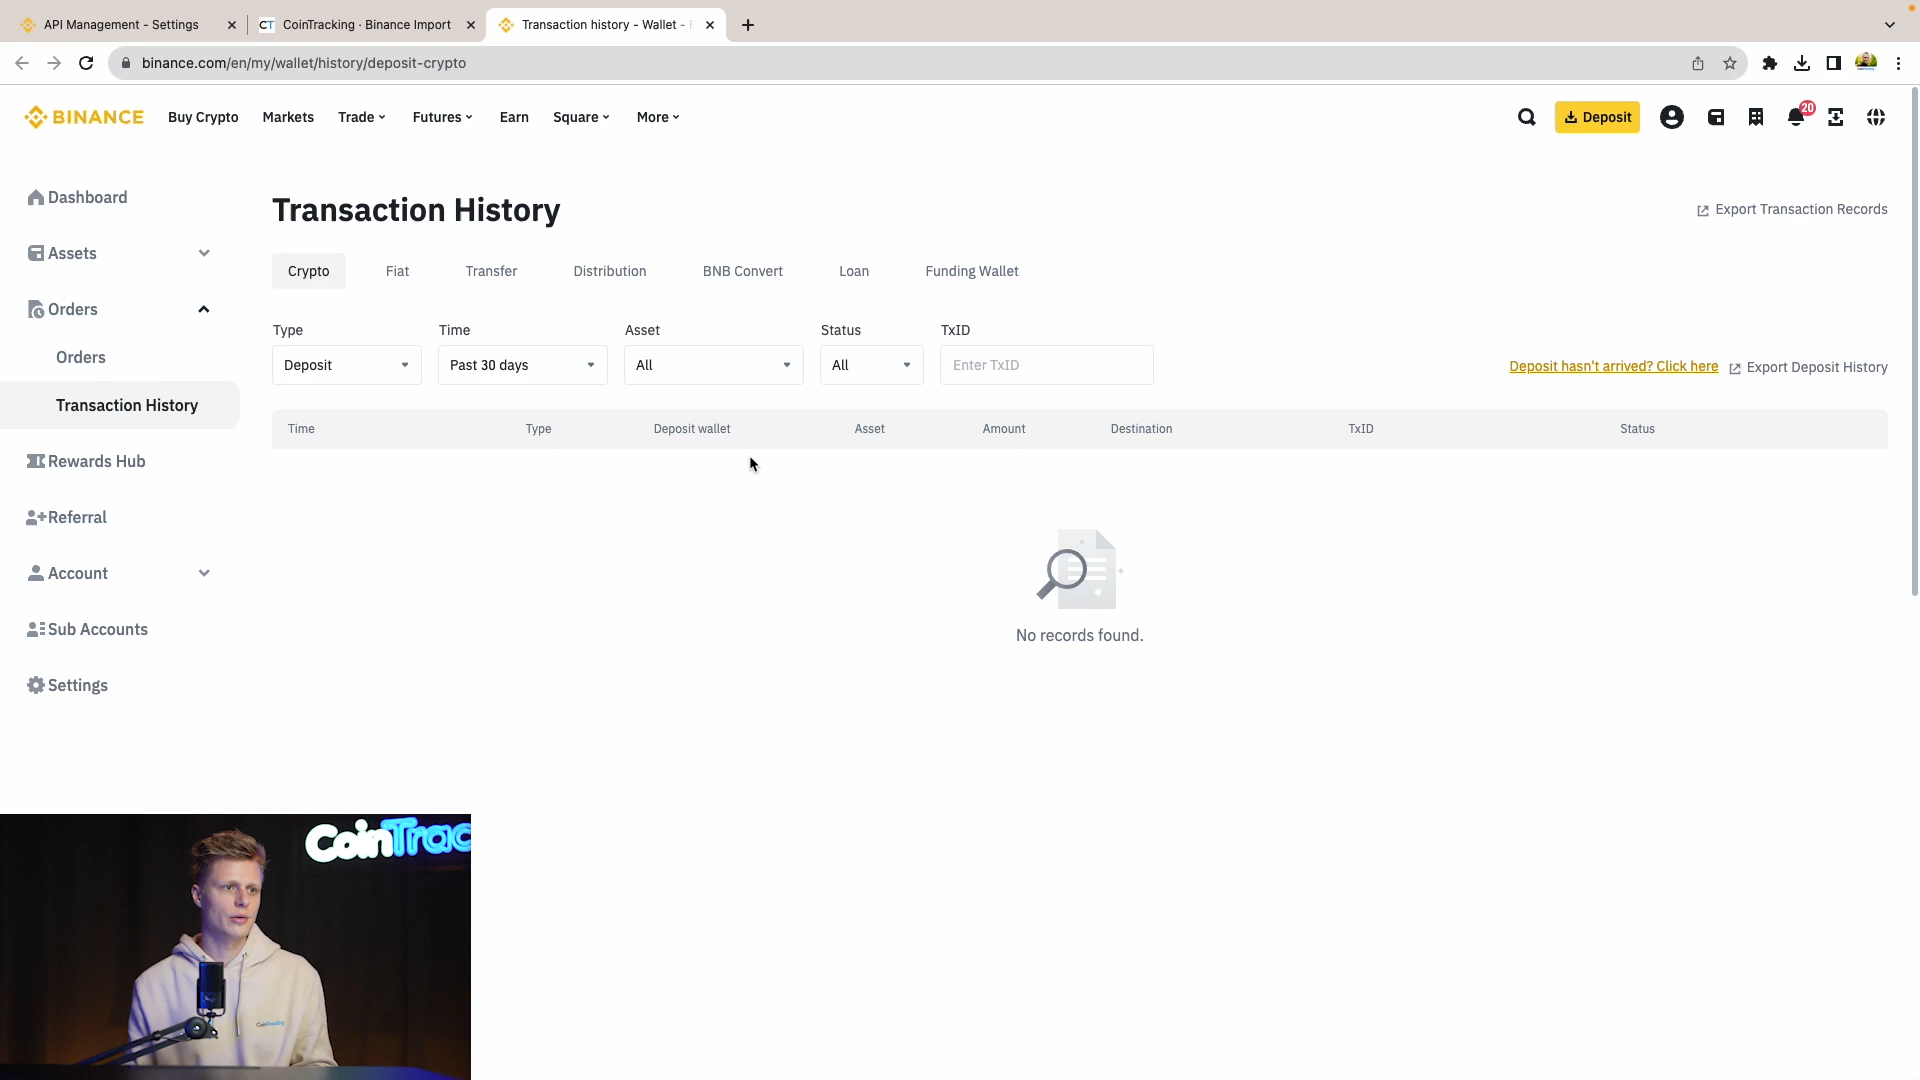 API Management - Settings
CT CoinTracking · Binance Import
Transaction history - Wallet -
binance.com/en/my/wallet/history/deposit-crypto
BINANCE Buy Crypto Markets Trade Futures Earn Square More Deposit 20
Dashboard
Assets
Orders
Orders
Transaction History
Rewards Hub
Referral
Account
Sub Accounts
Settings
Transaction History
Export Transaction Records
Crypto Fiat Transfer Distribution BNB Convert Loan Funding Wallet
Type Time Asset Status TxID
Deposit Past 30 days All All Enter TxID
Deposit hasn't arrived? Click here Export Deposit History
Time Type Deposit wallet Asset Amount Destination TxID Status
No records found.
CoinTrac
CoinTracking